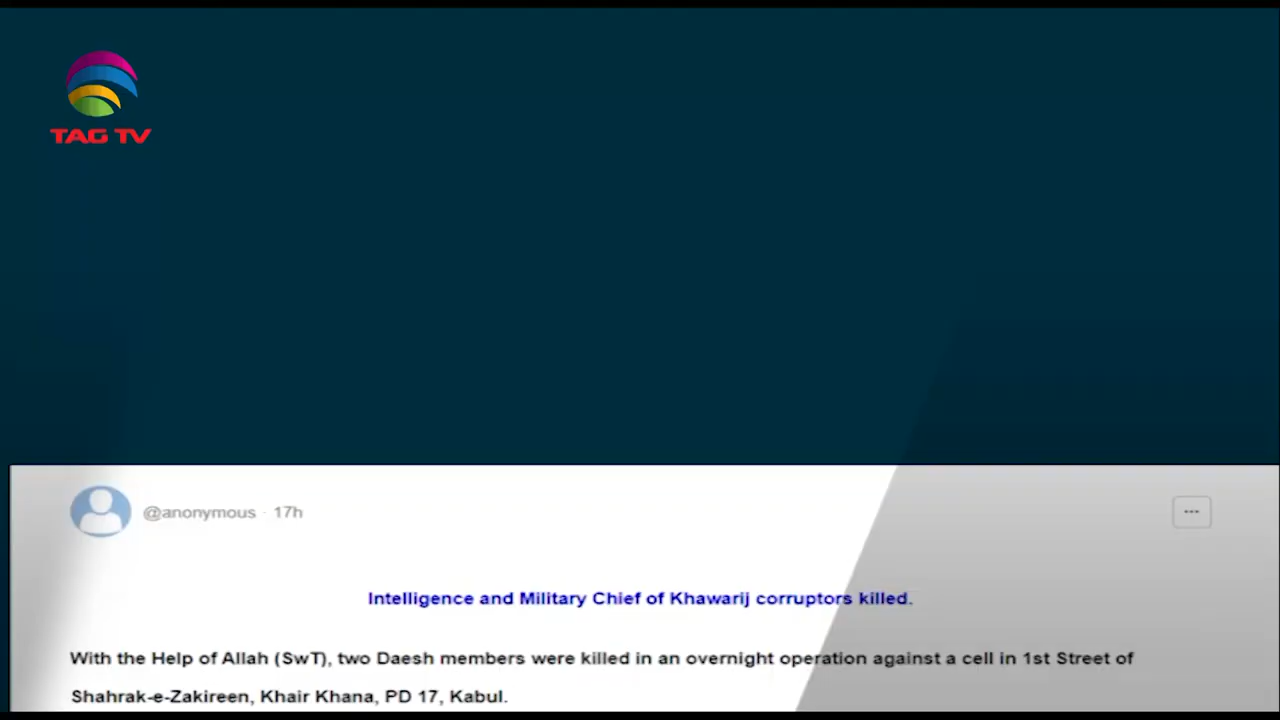 TAG TV
@anonymous · 17h
...
Intelligence and Military Chief of Khawarij corruptors killed.
With the Help of Allah (SwT), two Daesh members were killed in an overnight operation against a cell in 1st Street of
Shahrak-e-Zakireen, Khair Khana, PD 17, Kabul.